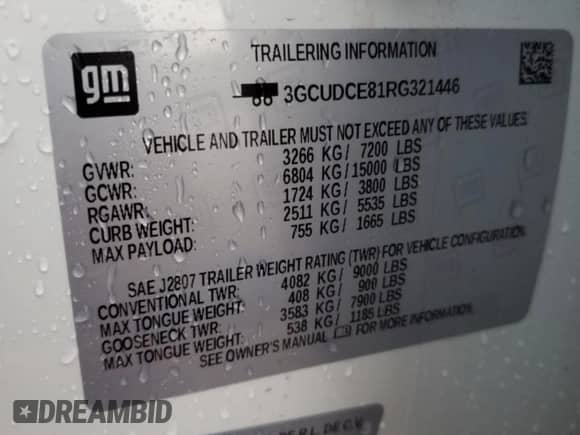 gm
TRAILERING INFORMATION
3GCUDCE81RG321446
VEHICLE AND TRAILER MUST NOT EXCEED ANY OF THESE VALUES.
GVWR: 3266 KG / 7200 LBS
GCWR: 6804 KG / 15000 LBS
RGAWR: 1724 KG / 3800 LBS
CURB WEIGHT: 2511 KG / 5535 LBS
MAX PAYLOAD: 755 KG / 1665 LBS
SAE J2807 TRAILER WEIGHT RATING (TWR) FOR VEHICLE CONFIGURATION.
CONVENTIONAL TWR: 4082 KG / 9000 LBS
MAX TONGUE WEIGHT: 408 KG / 900 LBS
GOOSENECK TWR: 3583 KG / 7900 LBS
MAX TONGUE WEIGHT: 538 KG / 1185 LBS
SEE OWNER'S MANUAL FOR MORE INFORMATION.
DE R.L. DE C.V.
DREAMBID